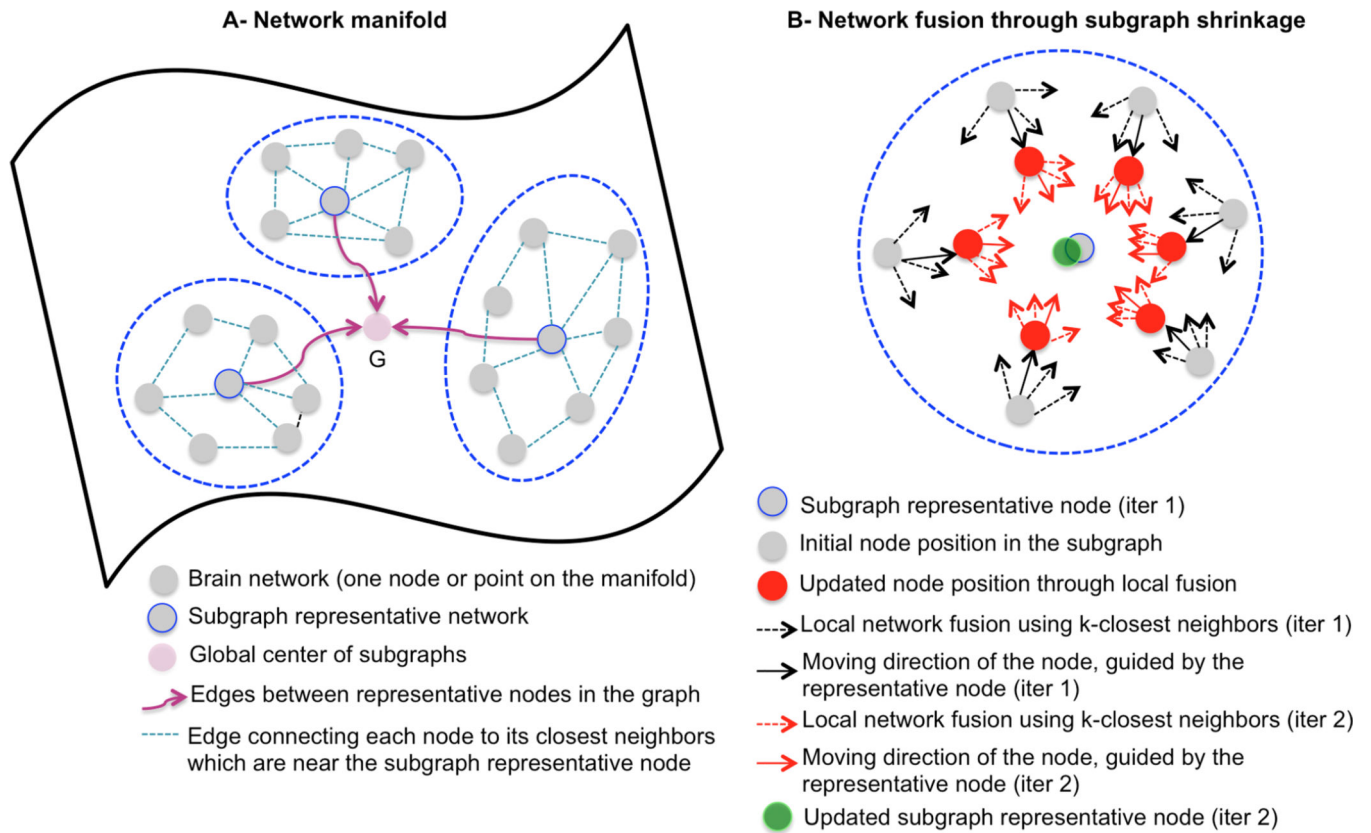 A- Network manifold
G
Brain network (one node or point on the manifold)
Subgraph representative network
Global center of subgraphs
Edges between representative nodes in the graph
Edge connecting each node to its closest neighbors
which are near the subgraph representative node
B- Network fusion through subgraph shrinkage
Subgraph representative node (iter 1)
Initial node position in the subgraph
Updated node position through local fusion
Local network fusion using k-closest neighbors (iter 1)
Moving direction of the node, guided by the
representative node (iter 1)
Local network fusion using k-closest neighbors (iter 2)
Moving direction of the node, guided by the
representative node (iter 2)
Updated subgraph representative node (iter 2)